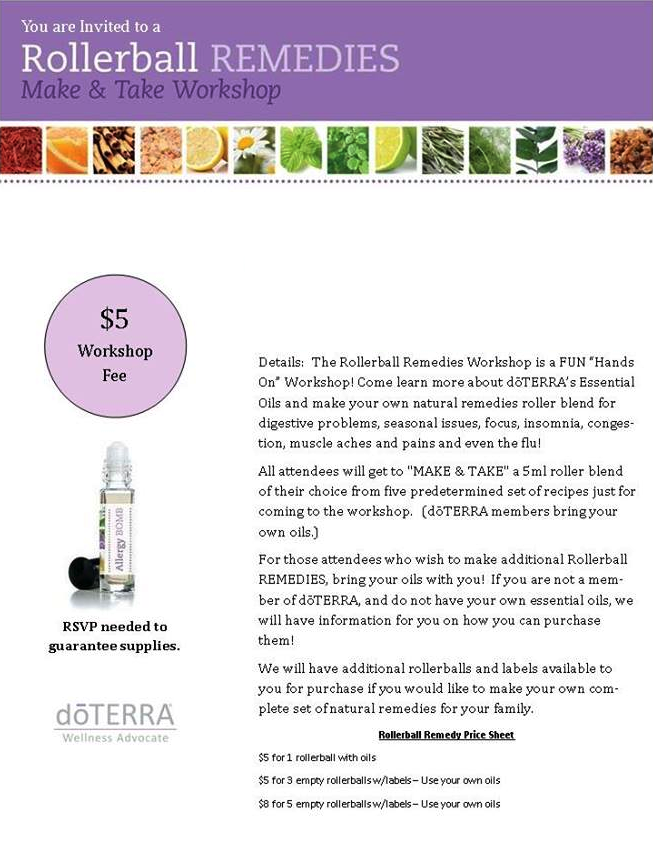 You are Invited to a
Rollerball REMEDIES
Make & Take Workshop
$5
Workshop
Fee
Allergy BOMB
RSVP needed to
guarantee supplies.
dōTERRA
Wellness Advocate
Details:  The Rollerball Remedies Workshop is a FUN “Hands
On” Workshop! Come learn more about dōTERRA’s Essential
Oils and make your own natural remedies roller blend for
digestive problems, seasonal issues, focus, insomnia, conges-
tion, muscle aches and pains and even the flu!
All attendees will get to "MAKE & TAKE" a 5ml roller blend
of their choice from five predetermined set of recipes just for
coming to the workshop.   (dōTERRA members bring your
own oils.)
For those attendees who wish to make additional Rollerball
REMEDIES, bring your oils with you!  If you are not a mem-
ber of dōTERRA, and do not have your own essential oils, we
will have information for you on how you can purchase
them!
We will have additional rollerballs and labels available to
you for purchase if you would like to make your own com-
plete set of natural remedies for your family.
Rollerball Remedy Price Sheet
$5 for 1 rollerball with oils
$5 for 3 empty rollerballs w/labels – Use your own oils
$8 for 5 empty rollerballs w/labels – Use your own oils